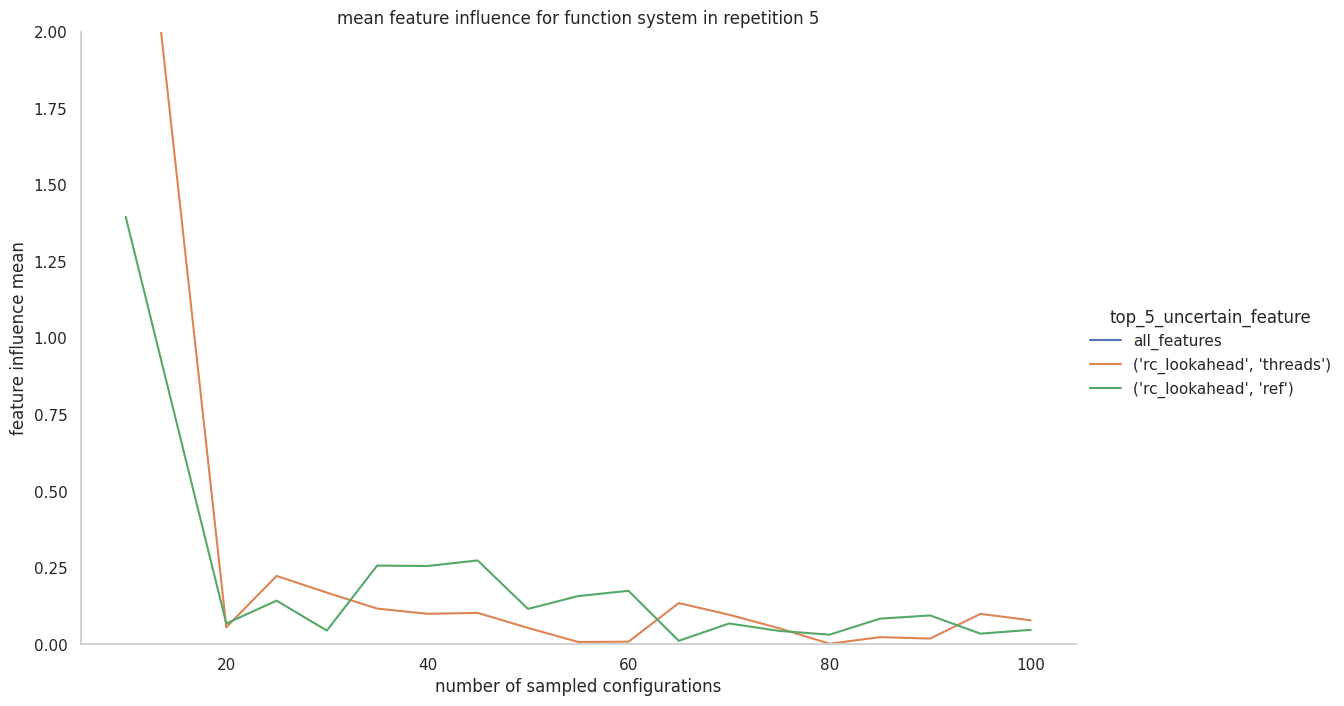 mean feature influence for function system in repetition 5
2.00
1.75
1.50
1.25
1.00
0.75
0.50
0.25
0.00
feature influence mean
20
40
60
80
100
number of sampled configurations
top_5_uncertain_feature
all_features
('rc_lookahead', 'threads')
('rc_lookahead', 'ref')